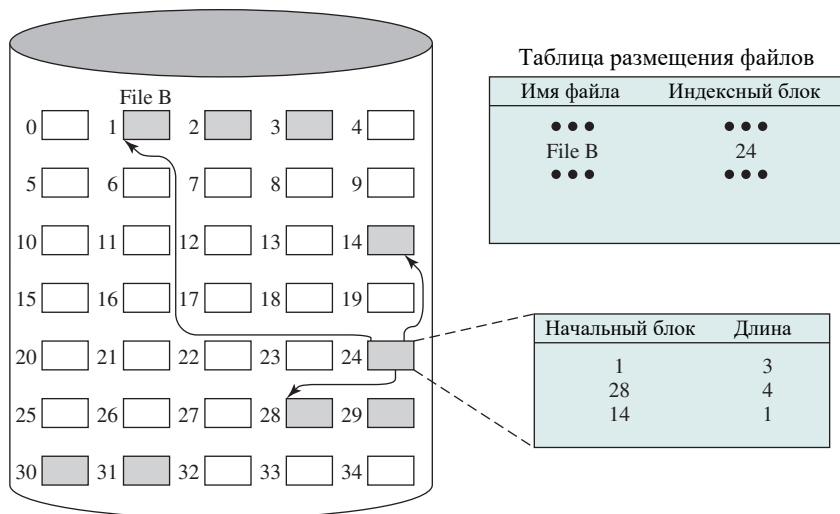 File B
0 1 2 3 4
5 6 7 8 9
10 11 12 13 14
15 16 17 18 19
20 21 22 23 24
25 26 27 28 29
30 31 32 33 34
Таблица размещения файлов
Имя файла Индексный блок
••• •••
File B 24
••• •••
Начальный блок Длина
1 3
28 4
14 1